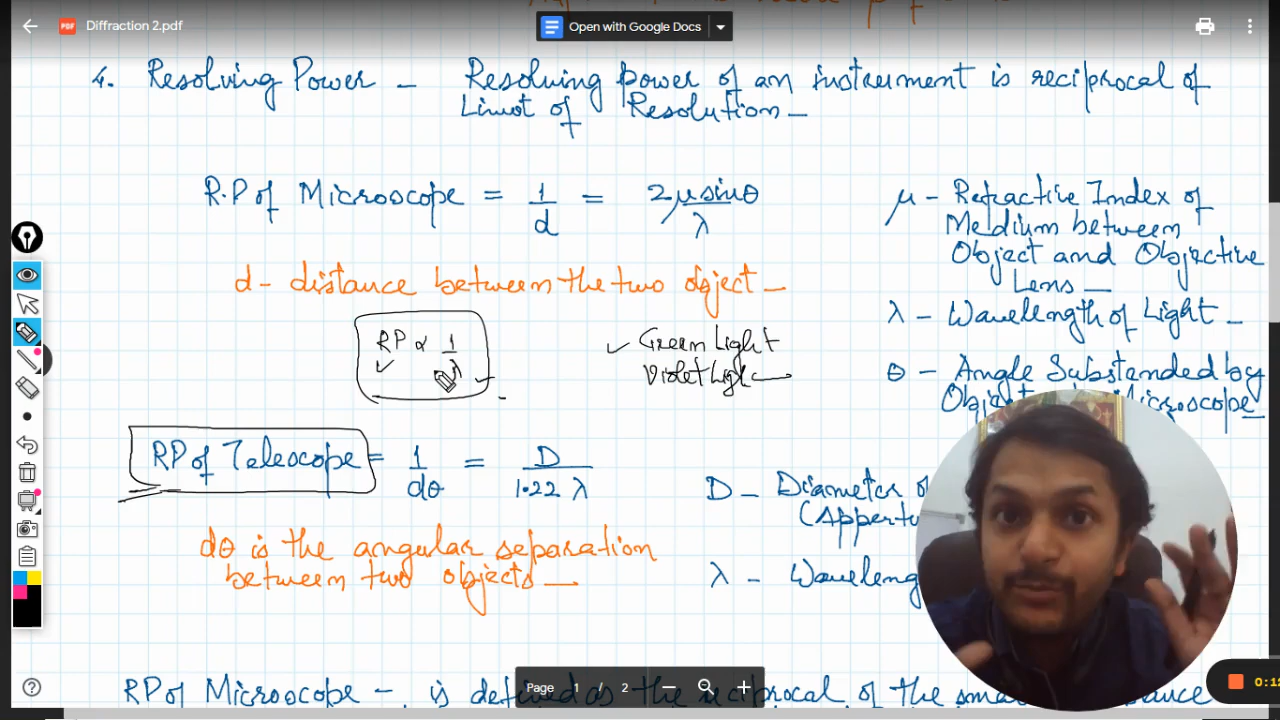 Diffraction 2.pdf
Open with Google Docs
4. Resolving Power - Resolving power of an instrument is reciprocal of
Limit of Resolution -
R.P of Microscope = 1/d = 2μsinθ/λ
μ - Refractive Index of
Medium between
Object and Objective
Lens -
d - distance between the two object -
λ - Wavelength of Light -
RP ∝ 1/λ
✓ Green Light
Violet Light
θ - Angle Substanded by
Microscope
RP of Telescope = 1/dθ = D/1.22 λ
D - Diameter
dθ is the angular separation
between two objects -
λ -
Page 1 / 2
RP of Microscope - is defined as the reciprocal of the
0:12